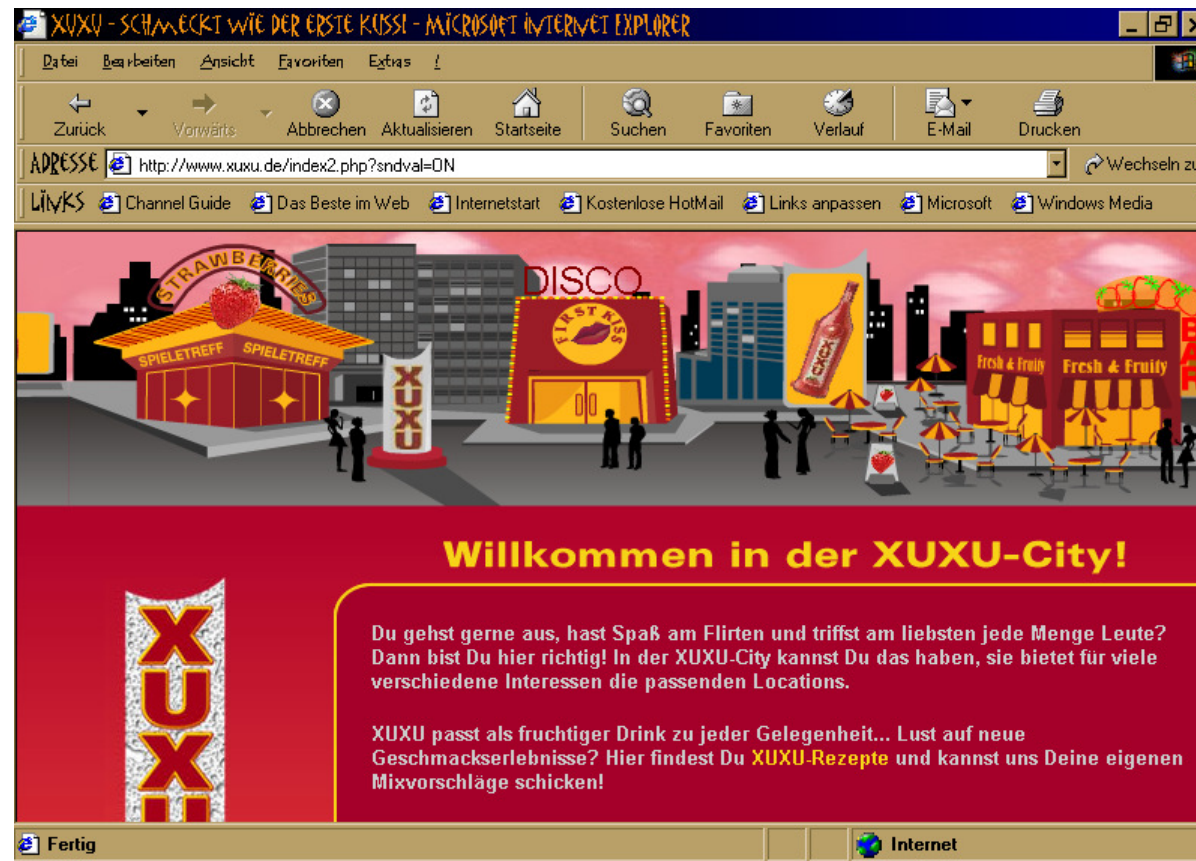 XUXU - SCHMECKT WIE DER ERSTE KUSS! - MICROSOFT INTERNET EXPLORER
Datei Bearbeiten Ansicht Favoriten Extras ?
Zurück Vorwärts Abbrechen Aktualisieren Startseite Suchen Favoriten Verlauf E-Mail Drucken
ADRESSE http://www.xuxu.de/index2.php?sndval=ON Wechseln zu
LINKS Channel Guide Das Beste im Web Internetstart Kostenlose HotMail Links anpassen Microsoft Windows Media
STRAWBERRIES
SPIELETREFF SPIELETREFF
XUXU
DISCO
FIRST KISS
XUXU
Fresh & Fruity Fresh & Fruity
BAR
Willkommen in der XUXU-City!
XUXU
Du gehst gerne aus, hast Spaß am Flirten und triffst am liebsten jede Menge Leute?
Dann bist Du hier richtig! In der XUXU-City kannst Du das haben, sie bietet für viele
verschiedene Interessen die passenden Locations.
XUXU passt als fruchtiger Drink zu jeder Gelegenheit... Lust auf neue
Geschmackserlebnisse? Hier findest Du XUXU-Rezepte und kannst uns Deine eigenen
Mixvorschläge schicken!
Fertig Internet